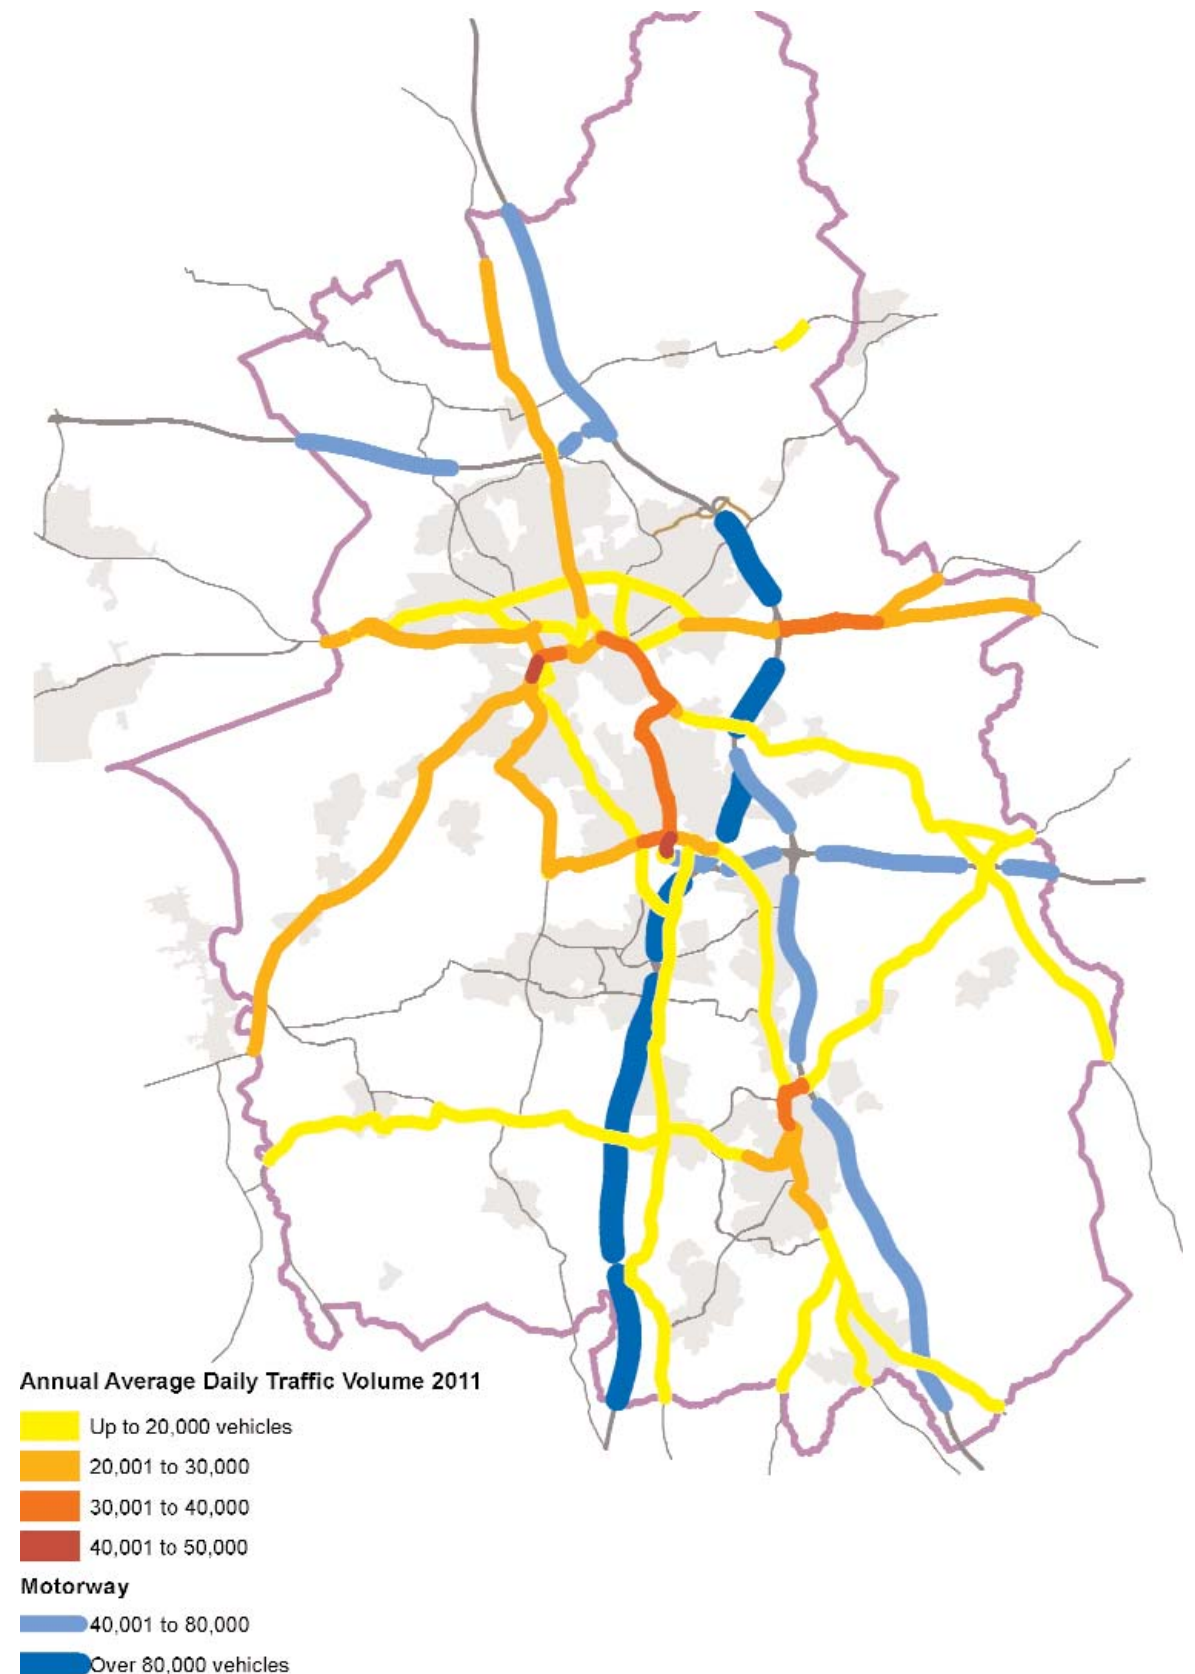 Annual Average Daily Traffic Volume 2011
Up to 20,000 vehicles
20,001 to 30,000
30,001 to 40,000
40,001 to 50,000
Motorway
40,001 to 80,000
Over 80,000 vehicles